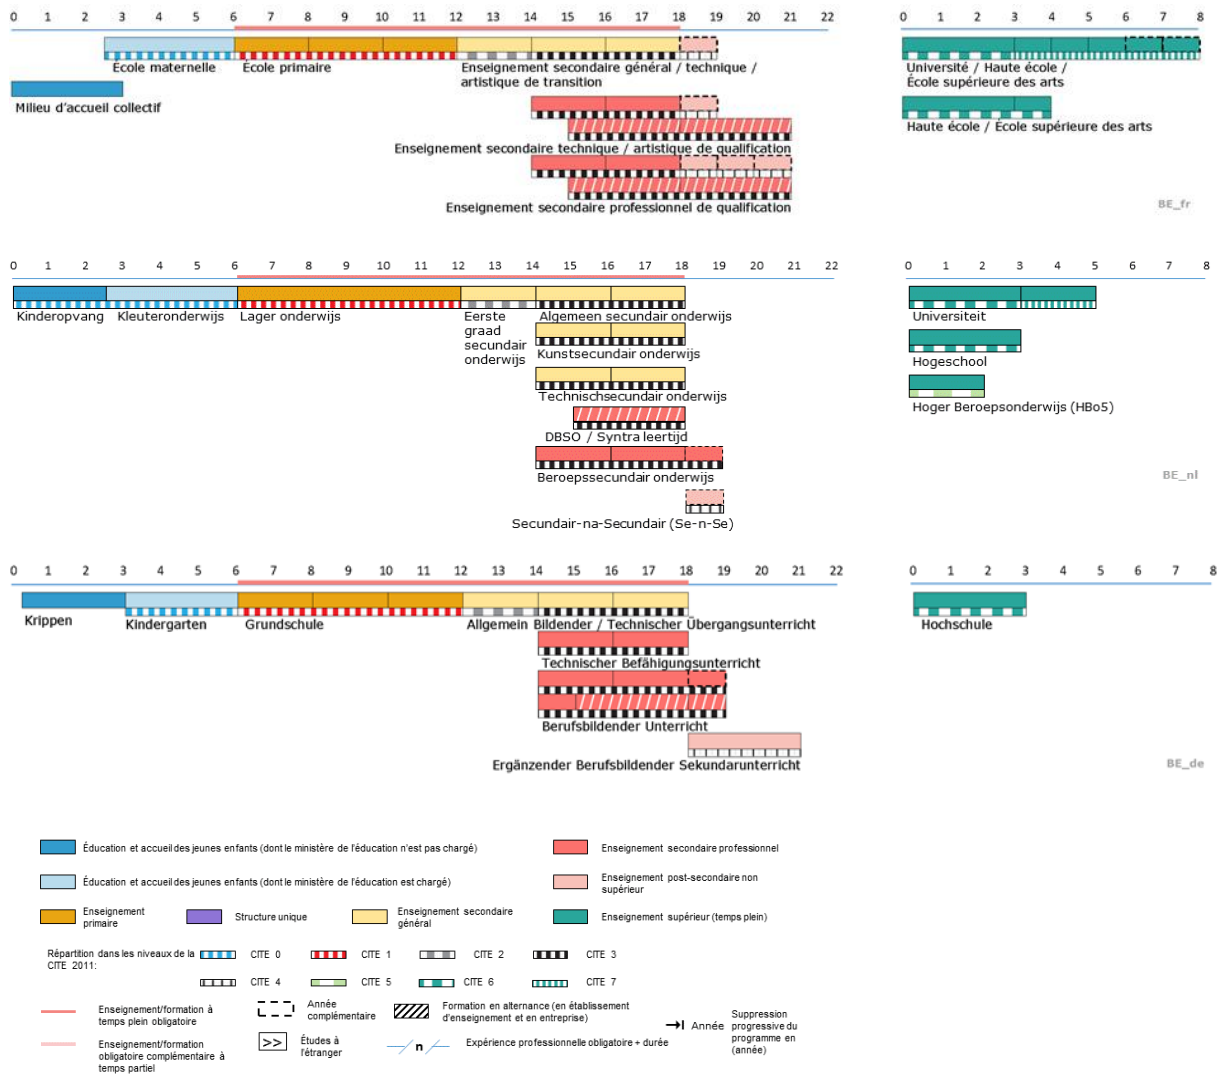 0 1 2 3 4 5 6 7 8 9 10 11 12 13 14 15 16 17 18 19 20 21 22
0 1 2 3 4 5 6 7 8
École maternelle
École primaire
Enseignement secondaire général / technique /
artistique de transition
Université / Haute école /
École supérieure des arts
Milieu d'accueil collectif
Haute école / École supérieure des arts
Enseignement secondaire technique / artistique de qualification
Enseignement secondaire professionnel de qualification
BE_fr
0 1 2 3 4 5 6 7 8 9 10 11 12 13 14 15 16 17 18 19 20 21 22
0 1 2 3 4 5 6 7 8
Kinderopvang
Kleuteronderwijs
Lager onderwijs
Eerste
graad
secundair
onderwijs
Algemeen secundair onderwijs
Universiteit
Kunstsecundair onderwijs
Hogeschool
Technischsecundair onderwijs
Hoger Beroepsonderwijs (HBo5)
DBSO / Syntra leertijd
Beroepssecundair onderwijs
BE_nl
Secundair-na-Secundair (Se-n-Se)
0 1 2 3 4 5 6 7 8 9 10 11 12 13 14 15 16 17 18 19 20 21 22
0 1 2 3 4 5 6 7 8
Krippen
Kindergarten
Grundschule
Allgemein Bildender / Technischer Übergangsunterricht
Hochschule
Technischer Befähigungsunterricht
Berufsbildender Unterricht
Ergänzender Berufsbildender Sekundarunterricht
BE_de
Éducation et accueil des jeunes enfants (dont le ministère de l'éducation n'est pas chargé)
Enseignement secondaire professionnel
Éducation et accueil des jeunes enfants (dont le ministère de l'éducation est chargé)
Enseignement post-secondaire non
supérieur
Enseignement
primaire
Structure unique
Enseignement secondaire
général
Enseignement supérieur (temps plein)
Répartition dans les niveaux de la
CITE 2011:
CITE 0
CITE 1
CITE 2
CITE 3
CITE 4
CITE 5
CITE 6
CITE 7
Enseignement/formation à
temps plein obligatoire
Année
complémentaire
Formation en alternance (en établissement
d'enseignement et en entreprise)
Année
Suppression
progressive du
programme en
(année)
Enseignement/formation
obligatoire complémentaire à
temps partiel
>>
Études à
l'étranger
n
Expérience professionelle obligatoire + durée